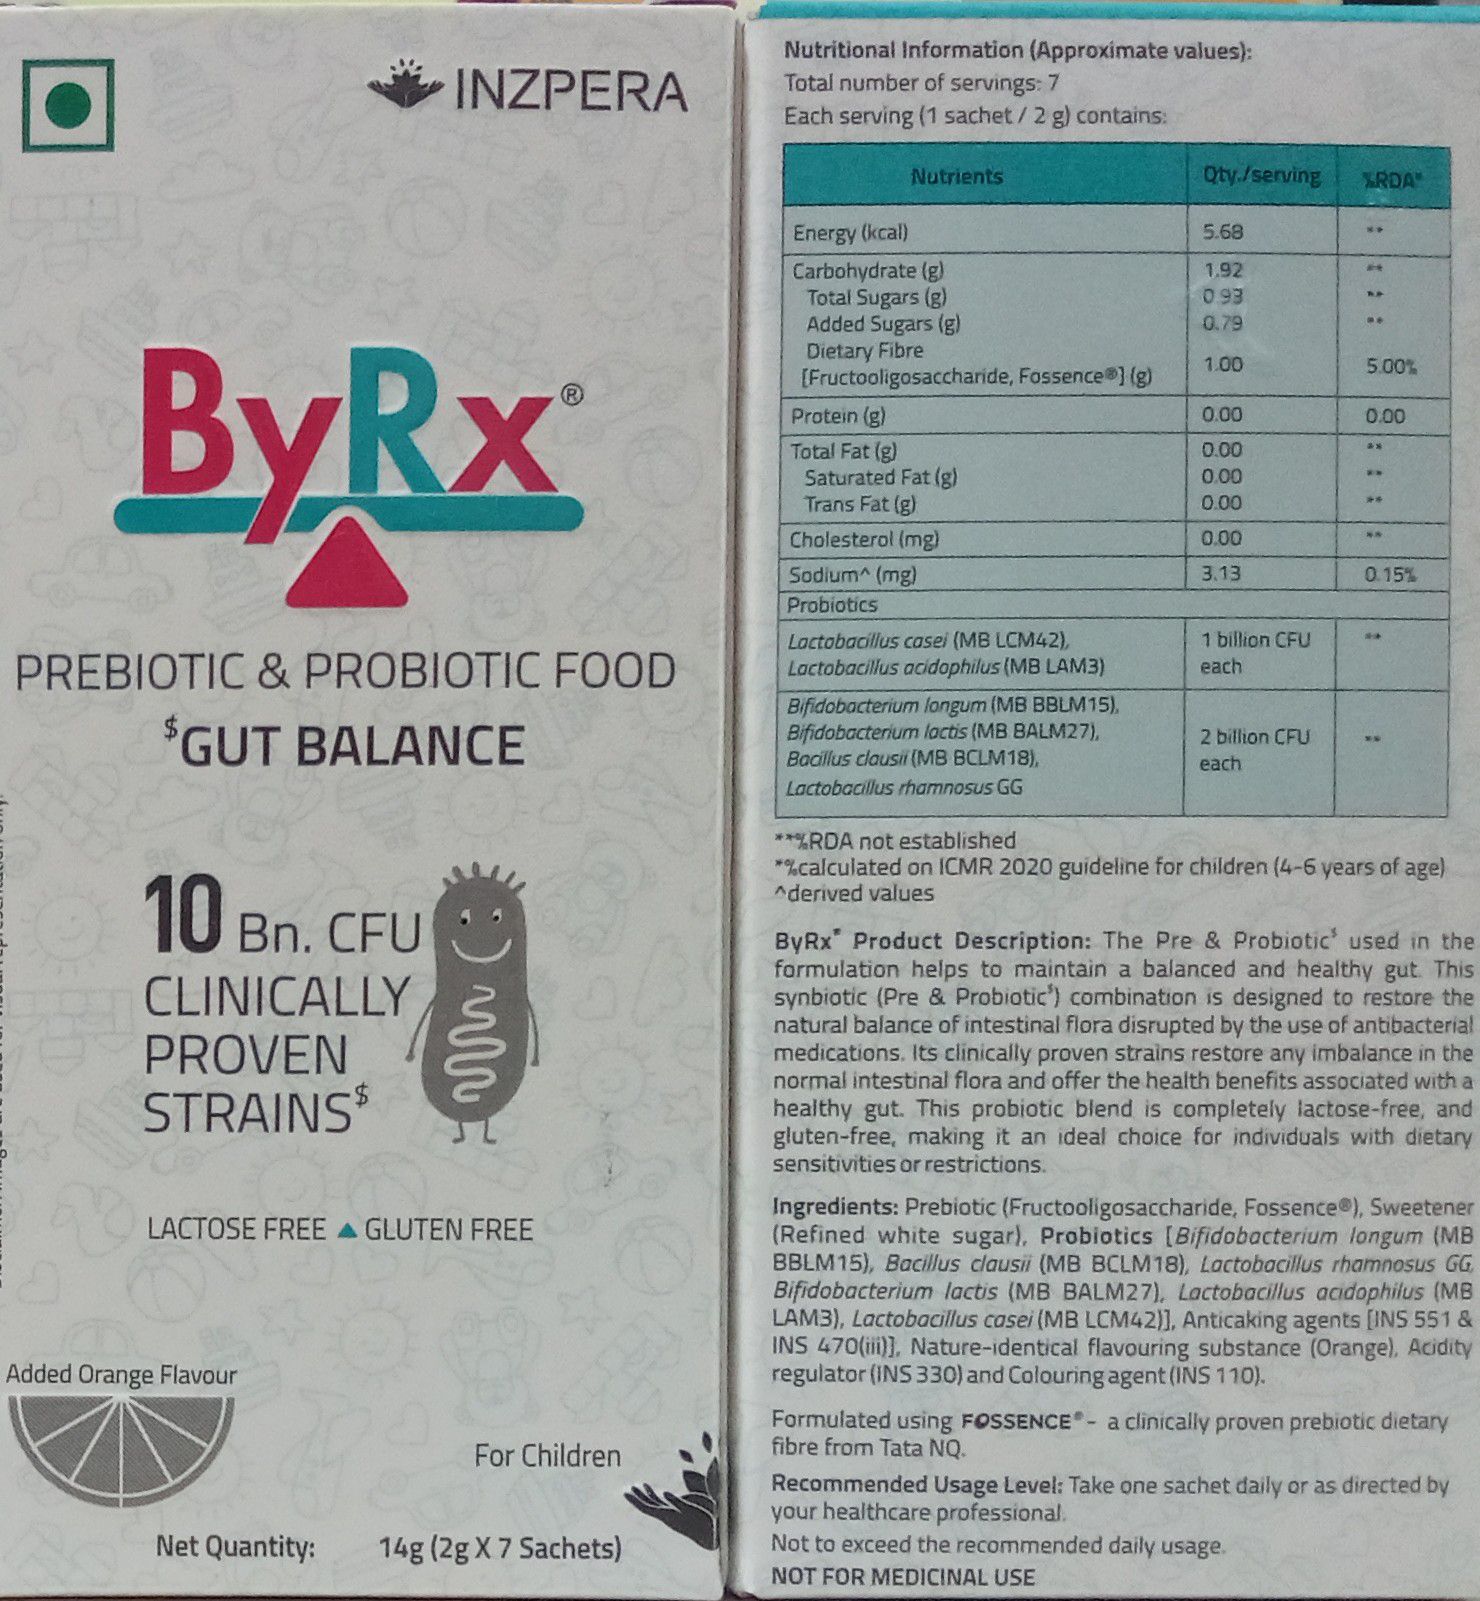 INZPERA
ByRx®
PREBIOTIC & PROBIOTIC FOOD
$GUT BALANCE
10 Bn. CFU
CLINICALLY
PROVEN
STRAINS$
LACTOSE FREE ▲ GLUTEN FREE
Added Orange Flavour
For Children
Net Quantity: 14g (2g X 7 Sachets)
Nutritional Information (Approximate values):
Total number of servings: 7
Each serving (1 sachet / 2 g) contains:
Nutrients Qty./serving %RDA*
Energy (kcal) 5.68 **
Carbohydrate (g) 1.92 **
Total Sugars (g) 0.93 **
Added Sugars (g) 0.79 **
Dietary Fibre
[Fructooligosaccharide, Fossence®] (g) 1.00 5.00%
Protein (g) 0.00 0.00
Total Fat (g) 0.00 **
Saturated Fat (g) 0.00 **
Trans Fat (g) 0.00 **
Cholesterol (mg) 0.00 **
Sodium^ (mg) 3.13 0.15%
Probiotics
Lactobacillus casei (MB LCM42), 1 billion CFU **
Lactobacillus acidophilus (MB LAM3) each
Bifidobacterium longum (MB BBLM15),
Bifidobacterium lactis (MB BALM27), 2 billion CFU **
Bacillus clausii (MB BCLM18), each
Lactobacillus rhamnosus GG
**%RDA not established
*%calculated on ICMR 2020 guideline for children (4-6 years of age)
^derived values
ByRx® Product Description: The Pre & Probiotic$ used in the
formulation helps to maintain a balanced and healthy gut. This
synbiotic (Pre & Probiotic$) combination is designed to restore the
natural balance of intestinal flora disrupted by the use of antibacterial
medications. Its clinically proven strains restore any imbalance in the
normal intestinal flora and offer the health benefits associated with a
healthy gut. This probiotic blend is completely lactose-free, and
gluten-free, making it an ideal choice for individuals with dietary
sensitivities or restrictions.
Ingredients: Prebiotic (Fructooligosaccharide, Fossence®), Sweetener
(Refined white sugar), Probiotics [Bifidobacterium longum (MB
BBLM15), Bacillus clausii (MB BCLM18), Lactobacillus rhamnosus GG,
Bifidobacterium lactis (MB BALM27), Lactobacillus acidophilus (MB
LAM3), Lactobacillus casei (MB LCM42)], Anticaking agents [INS 551 &
INS 470(iii)], Nature-identical flavouring substance (Orange), Acidity
regulator (INS 330) and Colouring agent (INS 110).
Formulated using FOSSENCE® - a clinically proven prebiotic dietary
fibre from Tata NQ.
Recommended Usage Level: Take one sachet daily or as directed by
your healthcare professional.
Not to exceed the recommended daily usage.
NOT FOR MEDICINAL USE